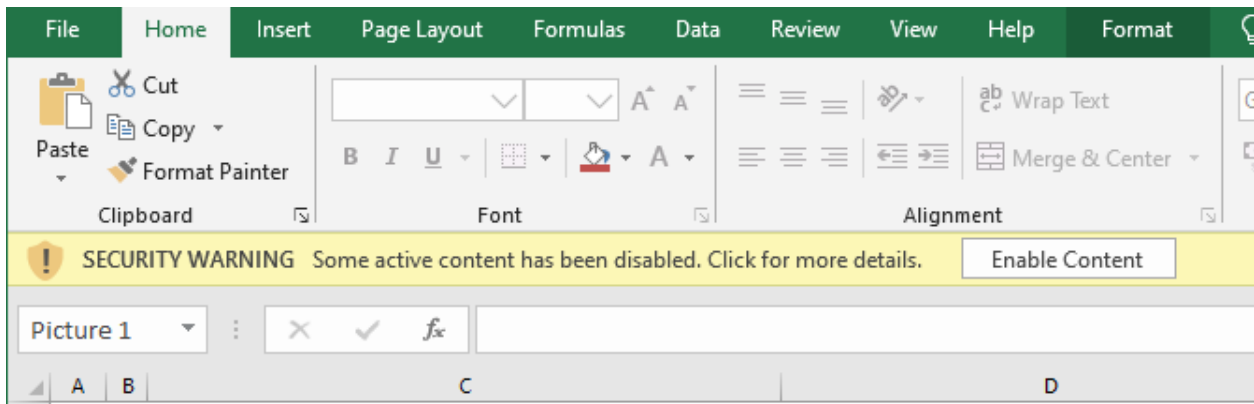 File Home Insert Page Layout Formulas Data Review View Help Format
Cut
Copy
Paste
Format Painter
B I U A
A A
ab Wrap Text
Merge & Center
Clipboard Font Alignment
SECURITY WARNING Some active content has been disabled. Click for more details. Enable Content
Picture 1 fx
A B C D